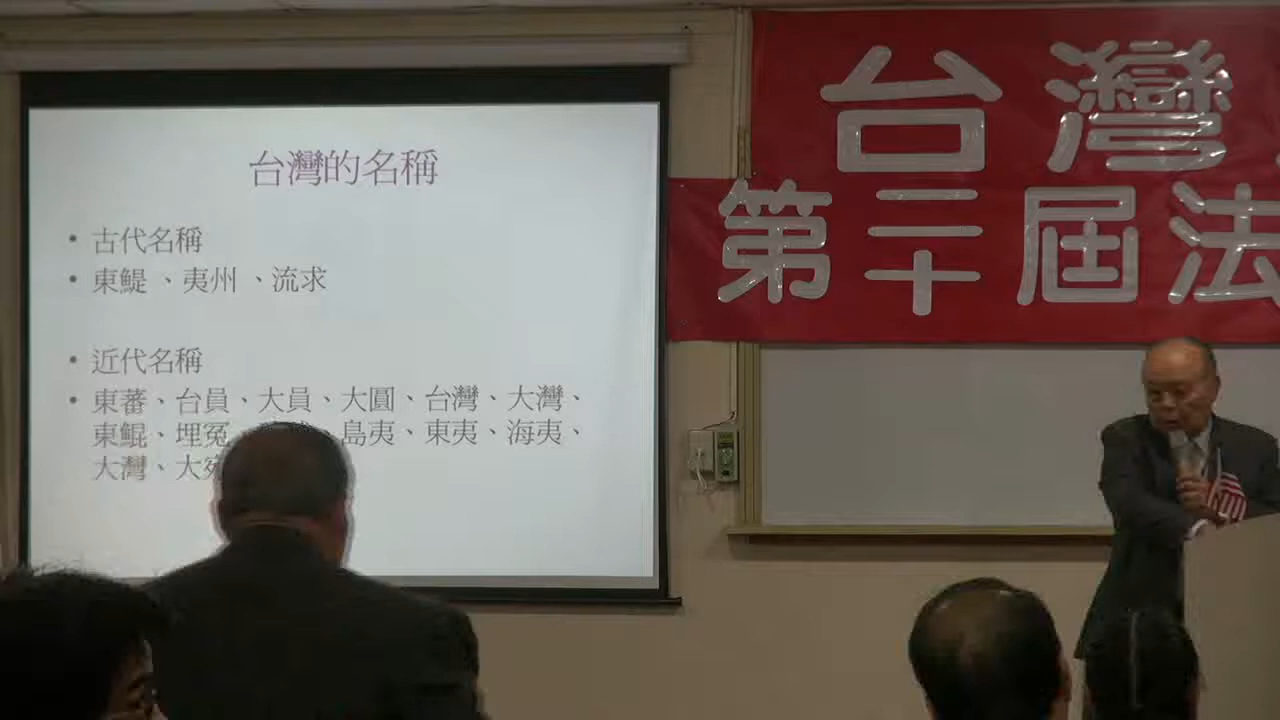 台灣的名稱
• 古代名稱
• 東鯷、夷州、流求
• 近代名稱
• 東蕃、台員、大員、大圓、台灣、大灣、
東鯤、埋冤、島夷、東夷、海夷、
大灣、大宛
台灣
第三十屆法